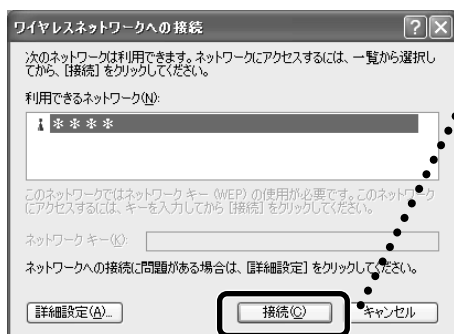 ワイヤレスネットワークへの接続
次のネットワークは利用できます。ネットワークにアクセスするには、一覧から選択し
てから、[接続]をクリックしてください。
利用できるネットワーク(N):
＊＊＊＊
このネットワークではネットワーク キー (WEP) の使用が必要です。このネットワーク
にアクセスするには、キーを入力してから [接続] をクリックしてください。
ネットワーク キー(K):
ネットワークへの接続に問題がある場合は、[詳細設定] をクリックしてください。
詳細設定(A)...
接続(C)
キャンセル